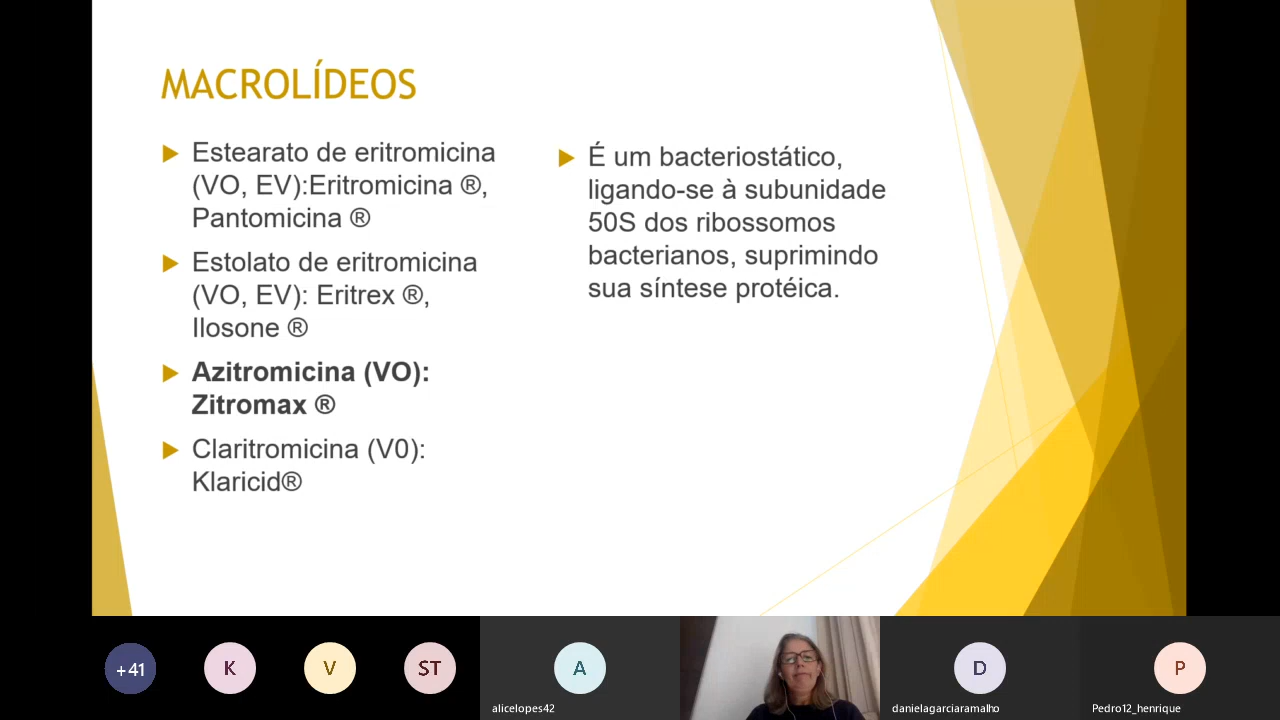 MACROLÍDEOS
Estearato de eritromicina
(VO, EV):Eritromicina ®,
Pantomicina ®
Estolato de eritromicina
(VO, EV): Eritrex ®,
Ilosone ®
Azitromicina (VO):
Zitromax ®
Claritromicina (V0):
Klaricid®
É um bacteriostático,
ligando-se à subunidade
50S dos ribossomos
bacterianos, suprimindo
sua síntese protéica.
+41
K
V
ST
A
alicelopes42
D
danielagarciaramalho
P
Pedro12_henrique